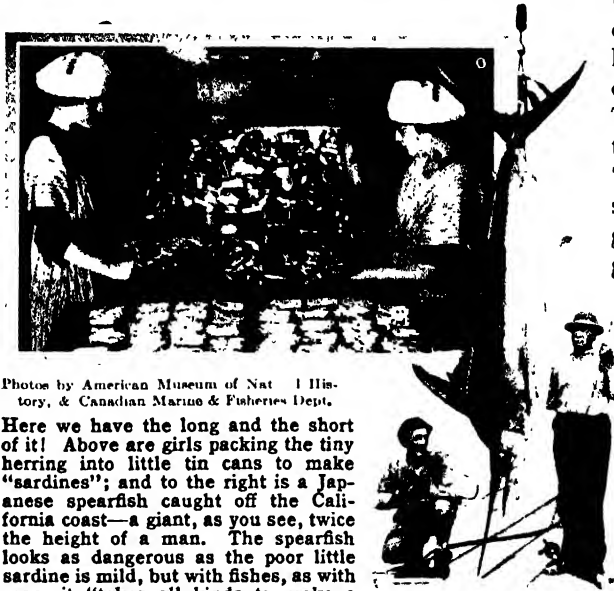 Photos by American Museum of Nat l His-
tory, & Canadian Marine & Fisheries Dept.
Here we have the long and the short
of it! Above are girls packing the tiny
herring into little tin cans to make
“sardines”; and to the right is a Jap-
anese spearfish caught off the Cali-
fornia coast—a giant, as you see, twice
the height of a man. The spearfish
looks as dangerous as the poor little
sardine is mild, but with fishes, as with